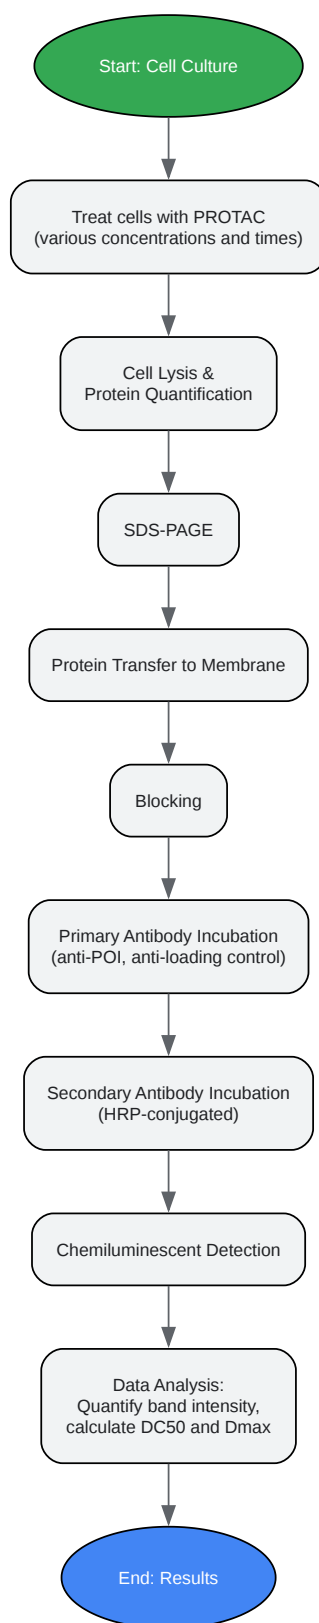 Start: Cell Culture
Treat cells with PROTAC
(various concentrations and times)
Cell Lysis &
Protein Quantification
SDS-PAGE
Protein Transfer to Membrane
Blocking
Primary Antibody Incubation
(anti-POI, anti-loading control)
Secondary Antibody Incubation
(HRP-conjugated)
Chemiluminescent Detection
Data Analysis:
Quantify band intensity,
calculate DC50 and Dmax
End: Results